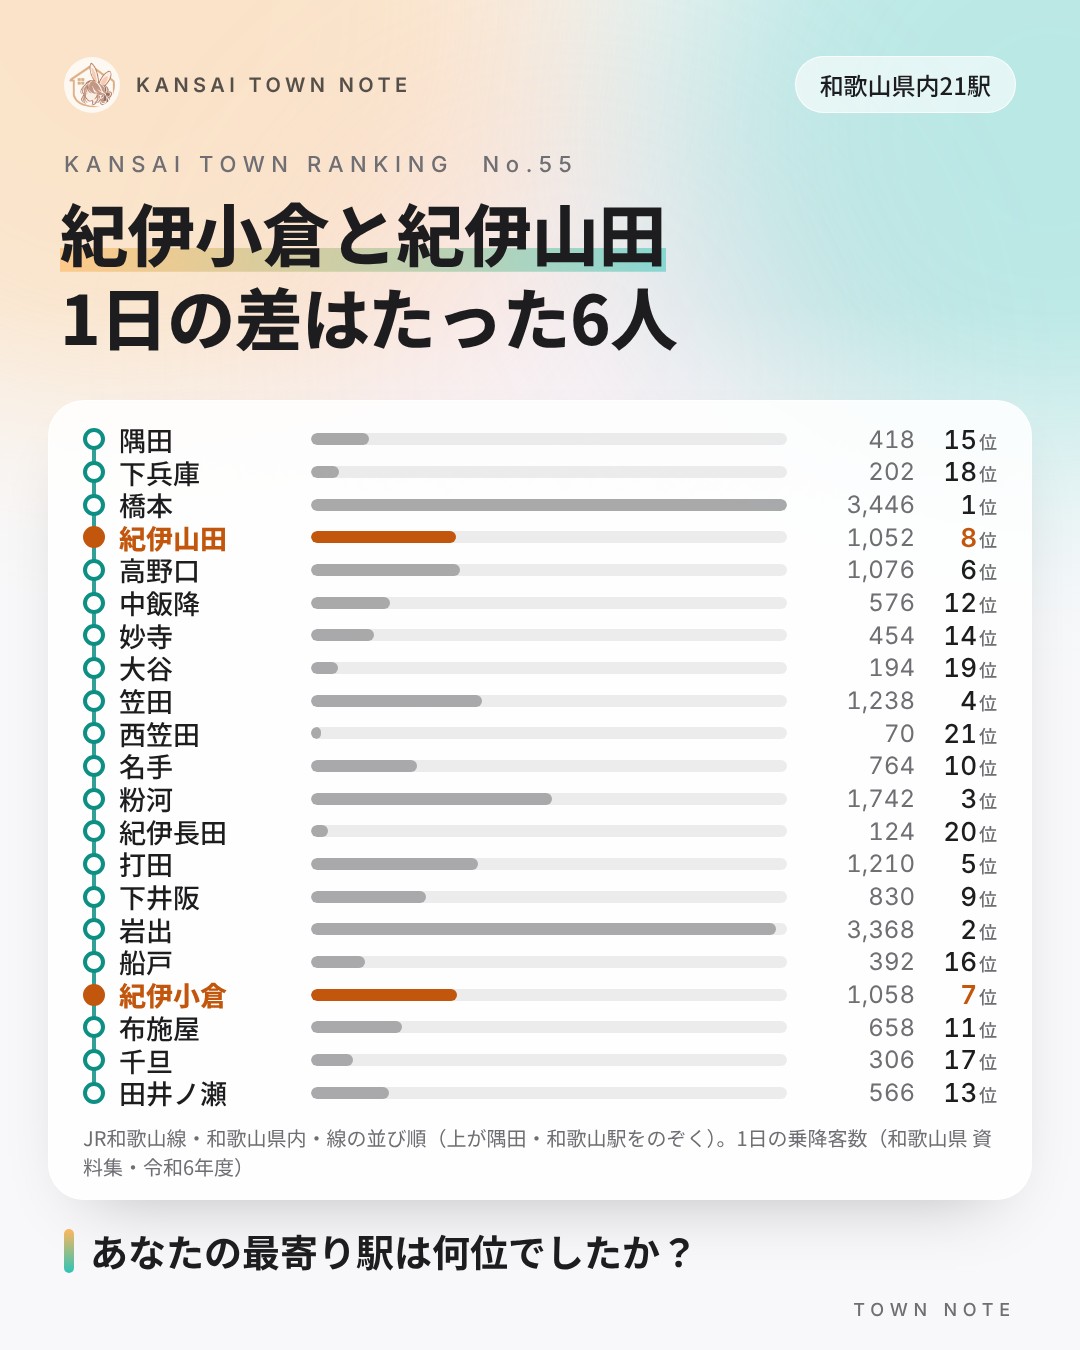 KANSAI TOWN NOTE
和歌山県内21駅
KANSAI TOWN RANKING No.55
紀伊小倉と紀伊山田
1日の差はたった6人
隅田 418 15位
下兵庫 202 18位
橋本 3,446 1位
紀伊山田 1,052 8位
高野口 1,076 6位
中飯降 576 12位
妙寺 454 14位
大谷 194 19位
笠田 1,238 4位
西笠田 70 21位
名手 764 10位
粉河 1,742 3位
紀伊長田 124 20位
打田 1,210 5位
下井阪 830 9位
岩出 3,368 2位
船戸 392 16位
紀伊小倉 1,058 7位
布施屋 658 11位
千旦 306 17位
田井ノ瀬 566 13位
JR和歌山線・和歌山県内・線の並び順（上が隅田・和歌山駅をのぞく）。1日の乗降客数（和歌山県 資
料集・令和6年度）
あなたの最寄り駅は何位でしたか？
TOWN NOTE